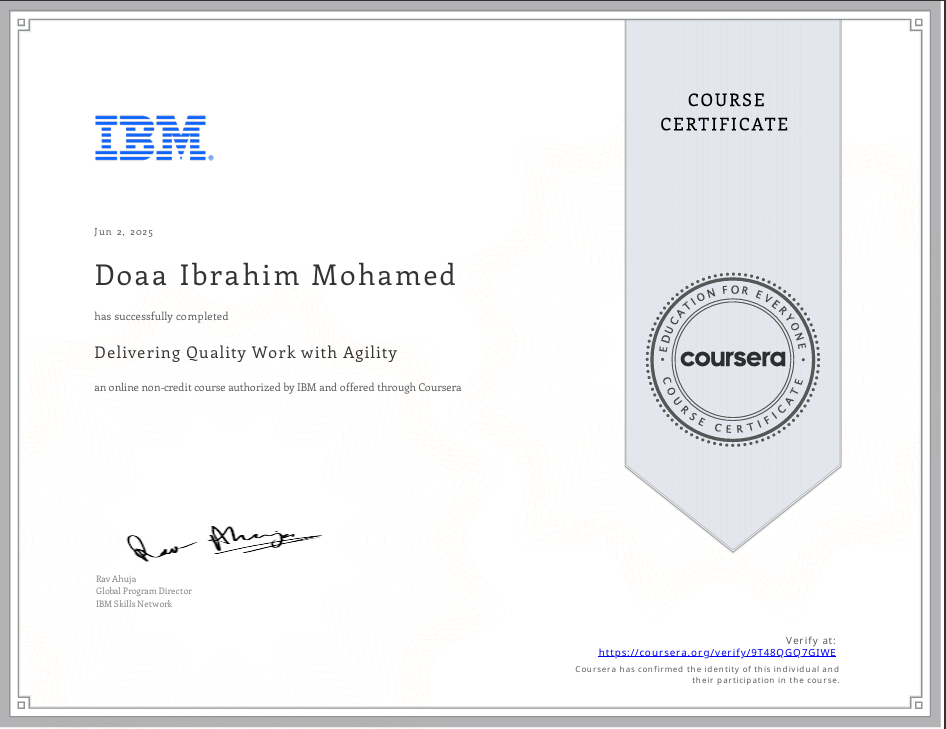 IBM®
COURSE
CERTIFICATE
Jun 2, 2025
Doaa Ibrahim Mohamed
has successfully completed
Delivering Quality Work with Agility
an online non-credit course authorized by IBM and offered through Coursera
EDUCATION FOR EVERYONE
coursera
COURSE CERTIFICATE
Rav Ahuja
Rav Ahuja
Global Program Director
IBM Skills Network
Verify at:
https://coursera.org/verify/9T48QGQ7GIWE
Coursera has confirmed the identity of this individual and
their participation in the course.